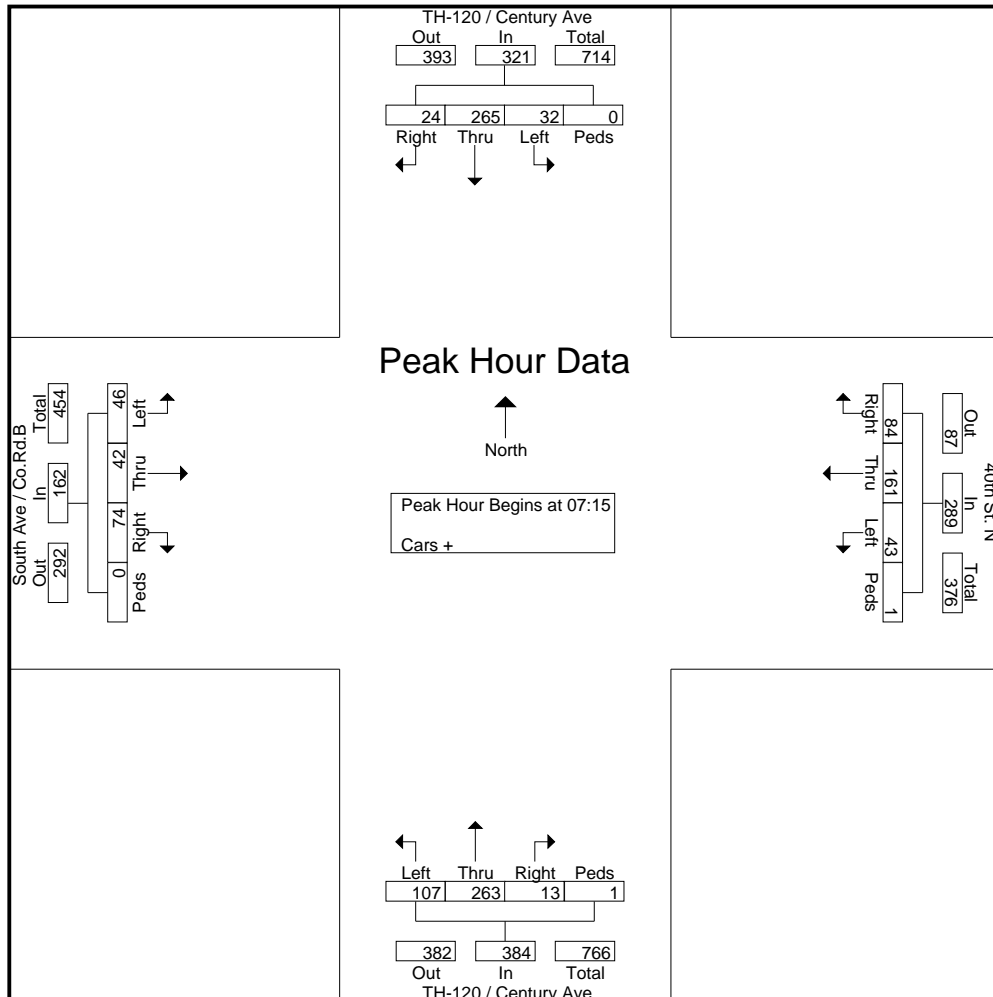 TH-120 / Century Ave
Out In Total
393 321 714
24 265 32 0
Right Thru Left Peds
Peak Hour Data
North
Peak Hour Begins at 07:15
Cars +
South Ave / Co.Rd.B
Out In Total
292 162 454
Left Thru Right Peds
46 42 74 0
40th St. N
Out In Total
87 289 376
Right Thru Left Peds
84 161 43 1
Left Thru Right Peds
107 263 13 1
382 384 766
Out In Total
TH-120 / Century Ave